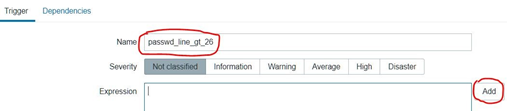 Trigger Dependencies
Name passwd_line_gt_26
Severity Not classified Information Warning Average High Disaster
Expression Add